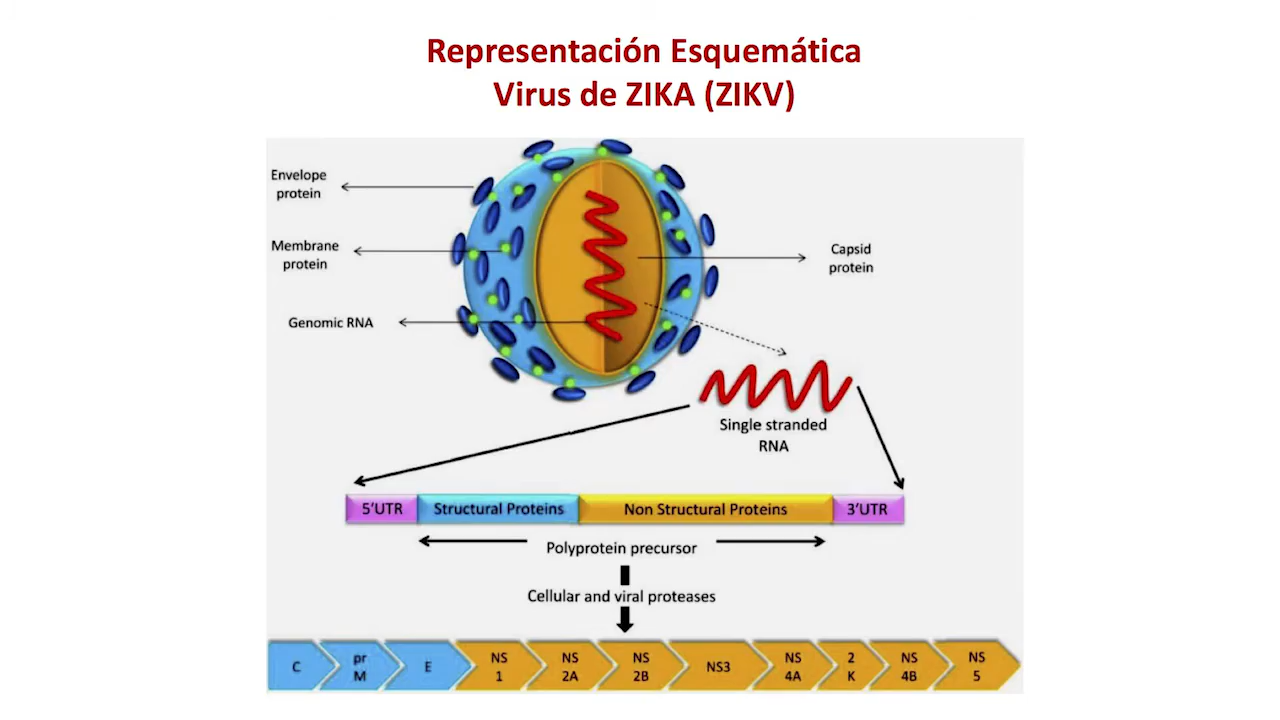 Representación Esquemática
Virus de ZIKA (ZIKV)
Envelope
protein
Membrane
protein
Genomic RNA
Capsid
protein
Single stranded
RNA
5’UTR
Structural Proteins
Non Structural Proteins
3’UTR
Polyprotein precursor
Cellular and viral proteases
C
pr
M
E
NS
1
NS
2A
NS
2B
NS3
NS
4A
2
K
NS
4B
NS
5